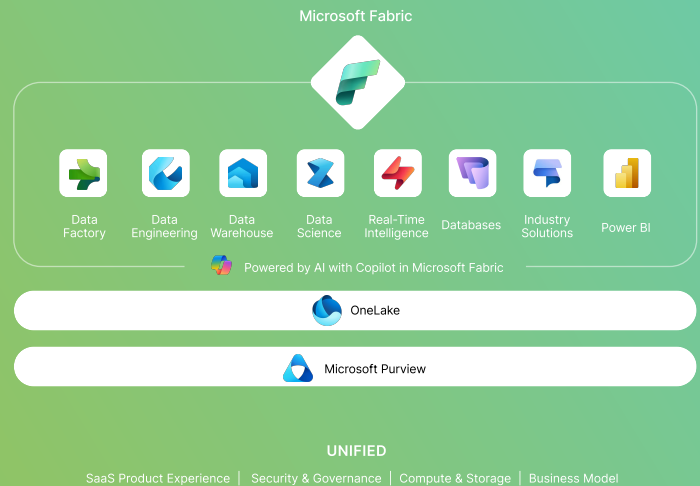 Microsoft Fabric
Data
Factory
Data
Engineering
Data
Warehouse
Data
Science
Real-Time
Intelligence
Databases
Industry
Solutions
Power BI
Powered by AI with Copilot in Microsoft Fabric
OneLake
Microsoft Purview
UNIFIED
SaaS Product Experience | Security & Governance | Compute & Storage | Business Model